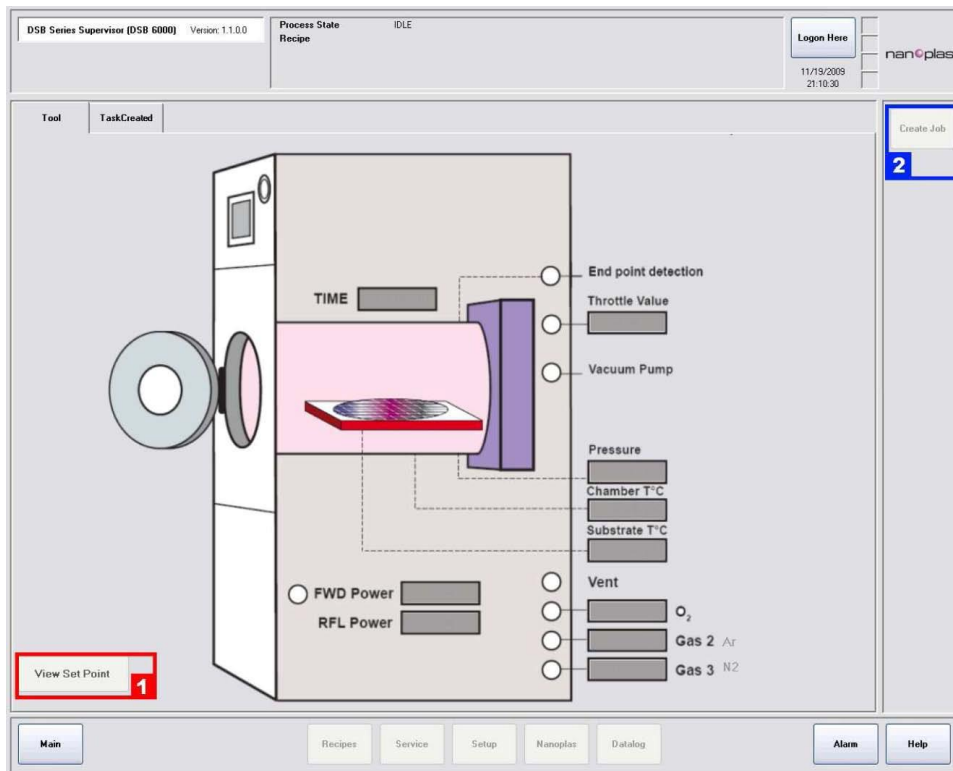 DSB Series Supervisor (DSB 6000) Version: 1.1.0.0
Process State IDLE
Recipe
Logon Here
11/19/2009
21:10:30
nanoplas
Tool TaskCreated
Create Job
2
End point detection
TIME
Throttle Value
Vacuum Pump
Pressure
Chamber T°C
Substrate T°C
Vent
FWD Power
O₂
RFL Power
Gas 2 Ar
Gas 3 N2
View Set Point
1
Main Recipes Service Setup Nanoplas Datalog Alarm Help